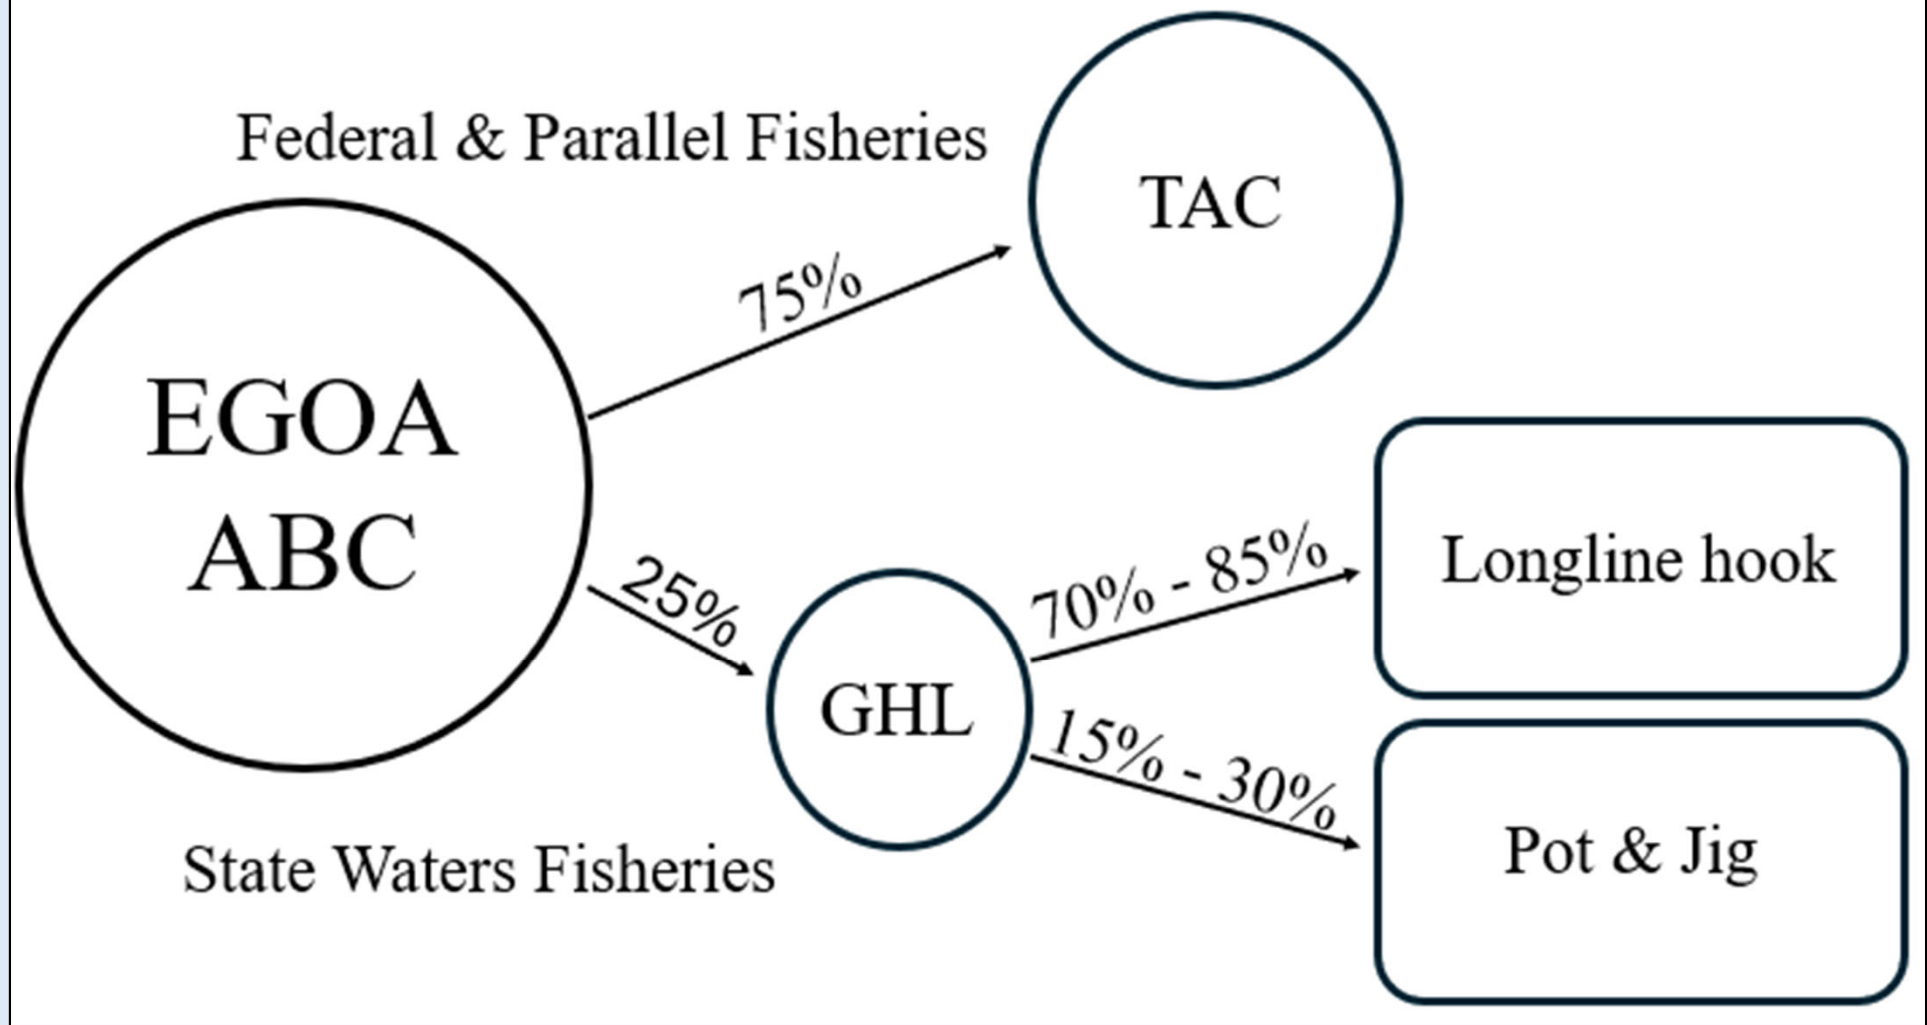 Federal & Parallel Fisheries
TAC
75%
EGOA
ABC
25%
GHL
70% - 85%
Longline hook
15% - 30%
Pot & Jig
State Waters Fisheries